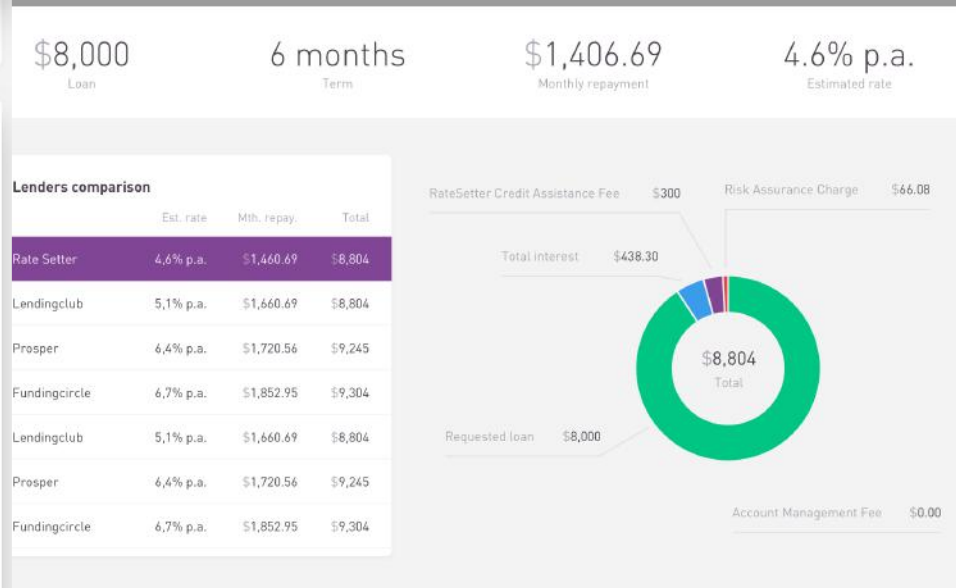 $8,000 6 months $1,406.69 4.6% p.a.
Loan Term Monthly repayment Estimated rate
Lenders comparison
Est. rate Mth. repay. Total
Rate Setter 4,6% p.a. $1,460.69 $8,804
Lendingclub 5,1% p.a. $1,660.69 $8,804
Prosper 6,4% p.a. $1,720.56 $9,245
Fundingcircle 6,7% p.a. $1,852.95 $9,304
Lendingclub 5,1% p.a. $1,660.69 $8,804
Prosper 6,4% p.a. $1,720.56 $9,245
Fundingcircle 6,7% p.a. $1,852.95 $9,304
RateSetter Credit Assistance Fee $300
Risk Assurance Charge $66.08
Total interest $438.30
$8,804
Total
Requested loan $8,000
Account Management Fee $0.00